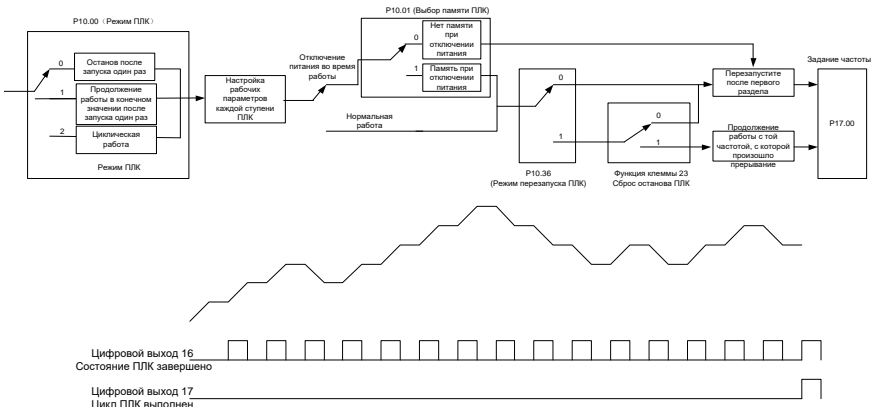 P10.00 (Режим ПЛК)
0
Останов после
запуска один раз
1
Продолжение
работы в конечном
значении после
запуска один раз
2
Циклическая
работа
Режим ПЛК
Настройка
рабочих
параметров
каждой ступени
ПЛК
Отключение
питания во время
работы
Нормальная
работа
P10.01 (Выбор памяти ПЛК)
0
Нет памяти
при
отключении
питания
1
Память при
отключении
питания
0
1
P10.36
(Режим перезапуска ПЛК)
0
1
Функция клеммы 23
Сброс останова ПЛК
Перезапустите
после первого
раздела
Продолжение
работы с той
частотой, с которой
произошло
прерывание
Задание частоты
P17.00
Цифровой выход 16
Состояние ПЛК завершено
Цифровой выход 17
Цикл ПЛК выполнен